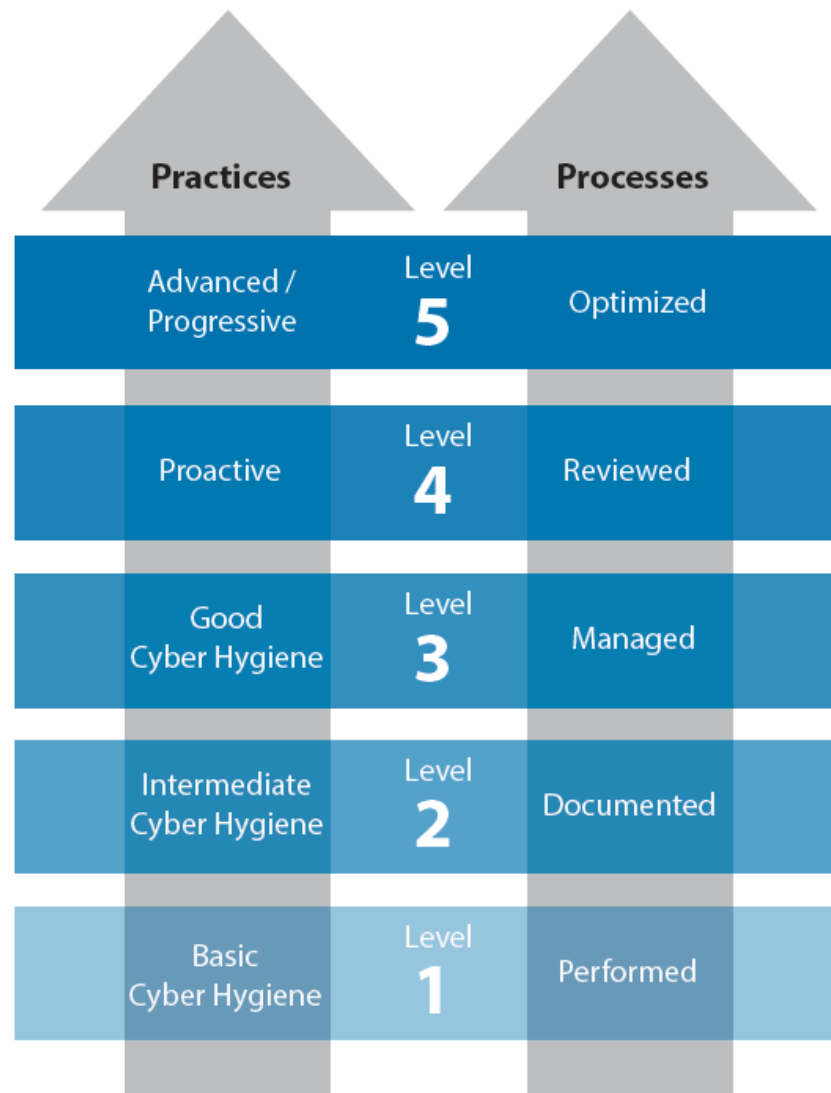 Practices
Processes
Advanced /
Progressive
Level
5
Optimized
Proactive
Level
4
Reviewed
Good
Cyber Hygiene
Level
3
Managed
Intermediate
Cyber Hygiene
Level
2
Documented
Basic
Cyber Hygiene
Level
1
Performed